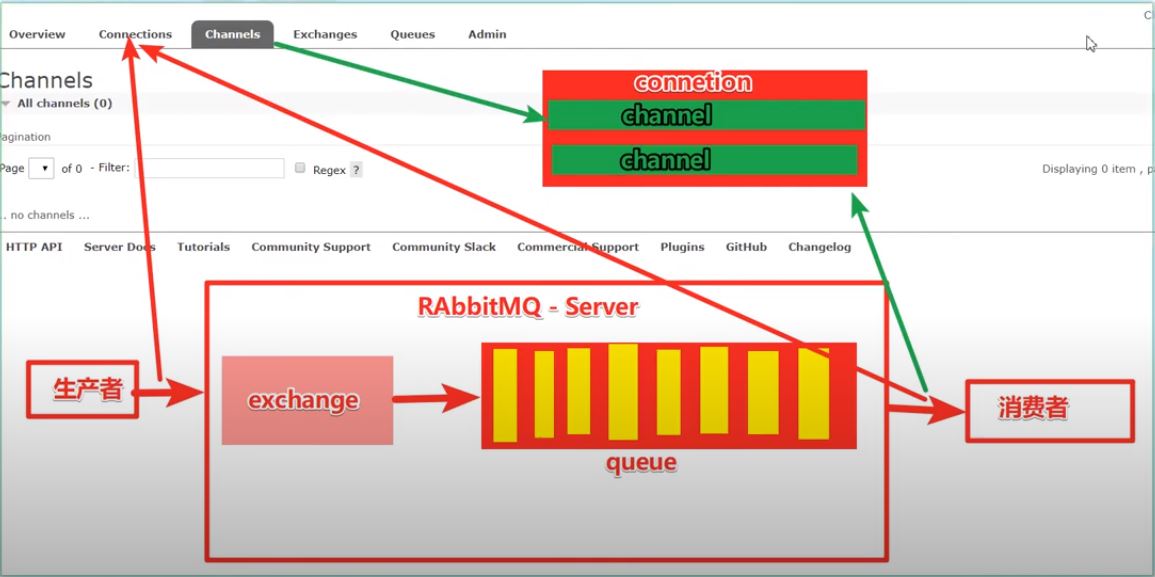 C
Overview Connections Channels Exchanges Queues Admin
Channels
All channels (0)
connetion
channel
channel
agination
Page of 0 - Filter: Regex ?
Displaying 0 item , p
... no channels ...
HTTP API Server Docs Tutorials Community Support Community Slack Commercial Support Plugins GitHub Changelog
RAbbitMQ - Server
生产者
exchange
queue
消费者